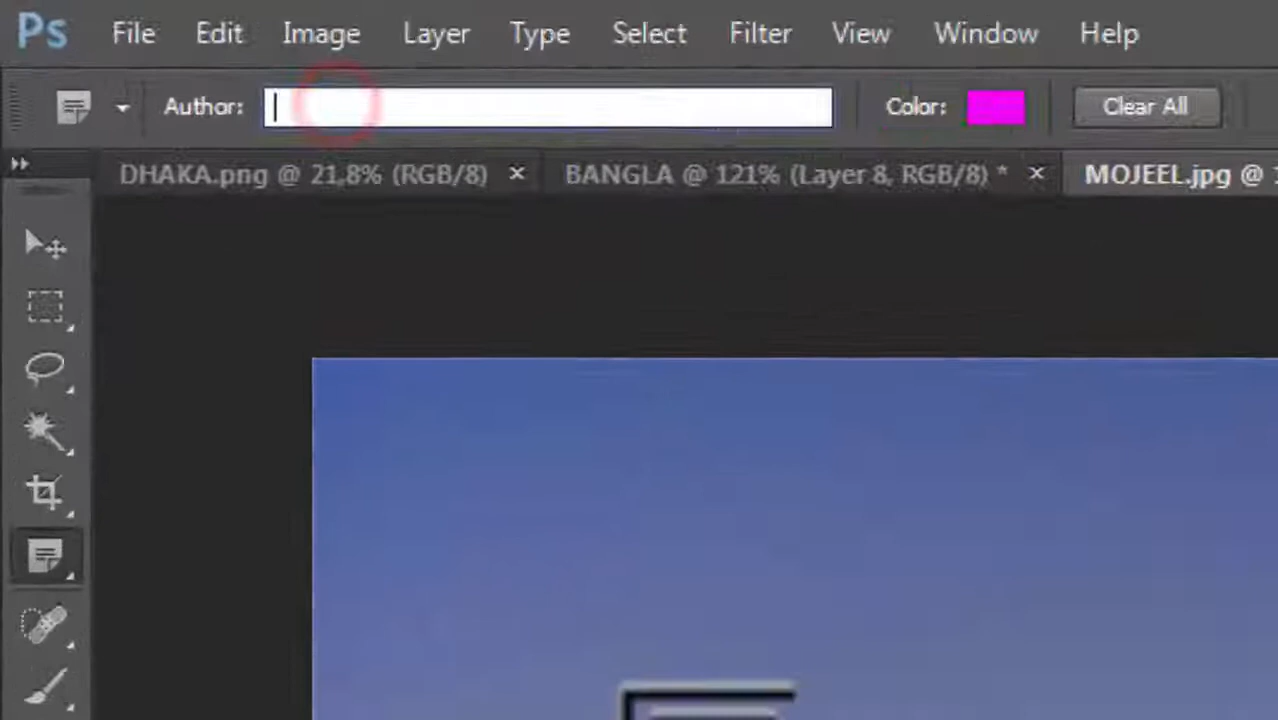 Ps File Edit Image Layer Type Select Filter View Window Help
Author: Color: Clear All
DHAKA.png @ 21,8% (RGB/8) × BANGLA @ 121% (Layer 8, RGB/8) * × MOJEEL.jpg @